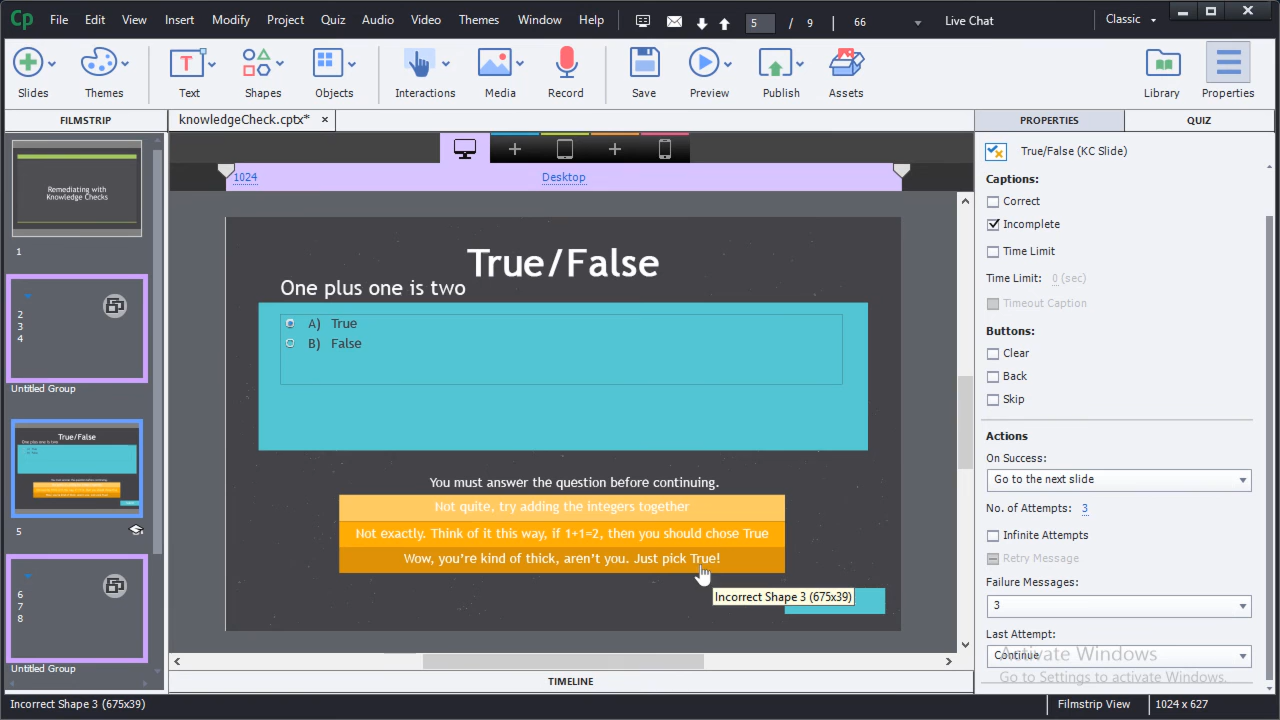 Cp File Edit View Insert Modify Project Quiz Audio Video Themes Window Help 5 / 9 66 Live Chat Classic
Slides Themes Text Shapes Objects Interactions Media Record Save Preview Publish Assets Library Properties
FILMSTRIP
knowledgeCheck.cptx* ×
PROPERTIES QUIZ
Remediating with
Knowledge Checks
1
2
3
4
Untitled Group
True/False
One plus one is two
5
6
7
8
Untitled Group
1024 Desktop
True/False
One plus one is two
A) True
B) False
You must answer the question before continuing.
Not quite, try adding the integers together
Not exactly. Think of it this way, if 1+1=2, then you should chose True
Wow, you're kind of thick, aren't you. Just pick True!
Incorrect Shape 3 (675x39)
TIMELINE
True/False (KC Slide)
Captions:
Correct
Incomplete
Time Limit
Time Limit: 0 (sec)
Timeout Caption
Buttons:
Clear
Back
Skip
Actions
On Success:
Go to the next slide
No. of Attempts: 3
Infinite Attempts
Retry Message
Failure Messages:
3
Last Attempt:
Continue
Activate Windows
Go to Settings to activate Windows.
Incorrect Shape 3 (675x39) Filmstrip View 1024 x 627